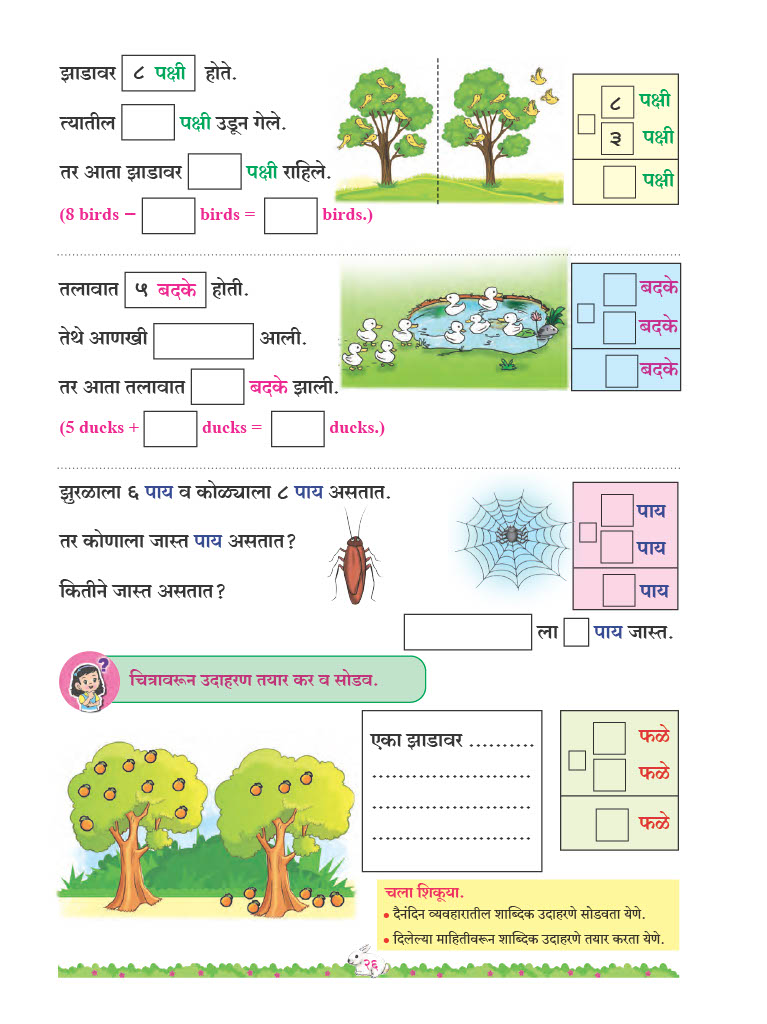 झाडावर ८ पक्षी होते.
त्यातील पक्षी उडून गेले.
तर आता झाडावर पक्षी राहिले.
(8 birds − birds = birds.)
८ पक्षी
३ पक्षी
पक्षी
तलावात ५ बदके होती.
तेथे आणखी आली.
तर आता तलावात बदके झाली.
(5 ducks + ducks = ducks.)
बदके
बदके
बदके
झुरळाला ६ पाय व कोळ्याला ८ पाय असतात.
तर कोणाला जास्त पाय असतात?
कितीने जास्त असतात?
पाय
पाय
पाय
ला पाय जास्त.
?
चित्रावरून उदाहरण तयार कर व सोडव.
एका झाडावर ..........
.........................
.........................
.........................
फळे
फळे
फळे
चला शिकूया.
• दैनंदिन व्यवहारातील शाब्दिक उदाहरणे सोडवता येणे.
• दिलेल्या माहितीवरून शाब्दिक उदाहरणे तयार करता येणे.
२६